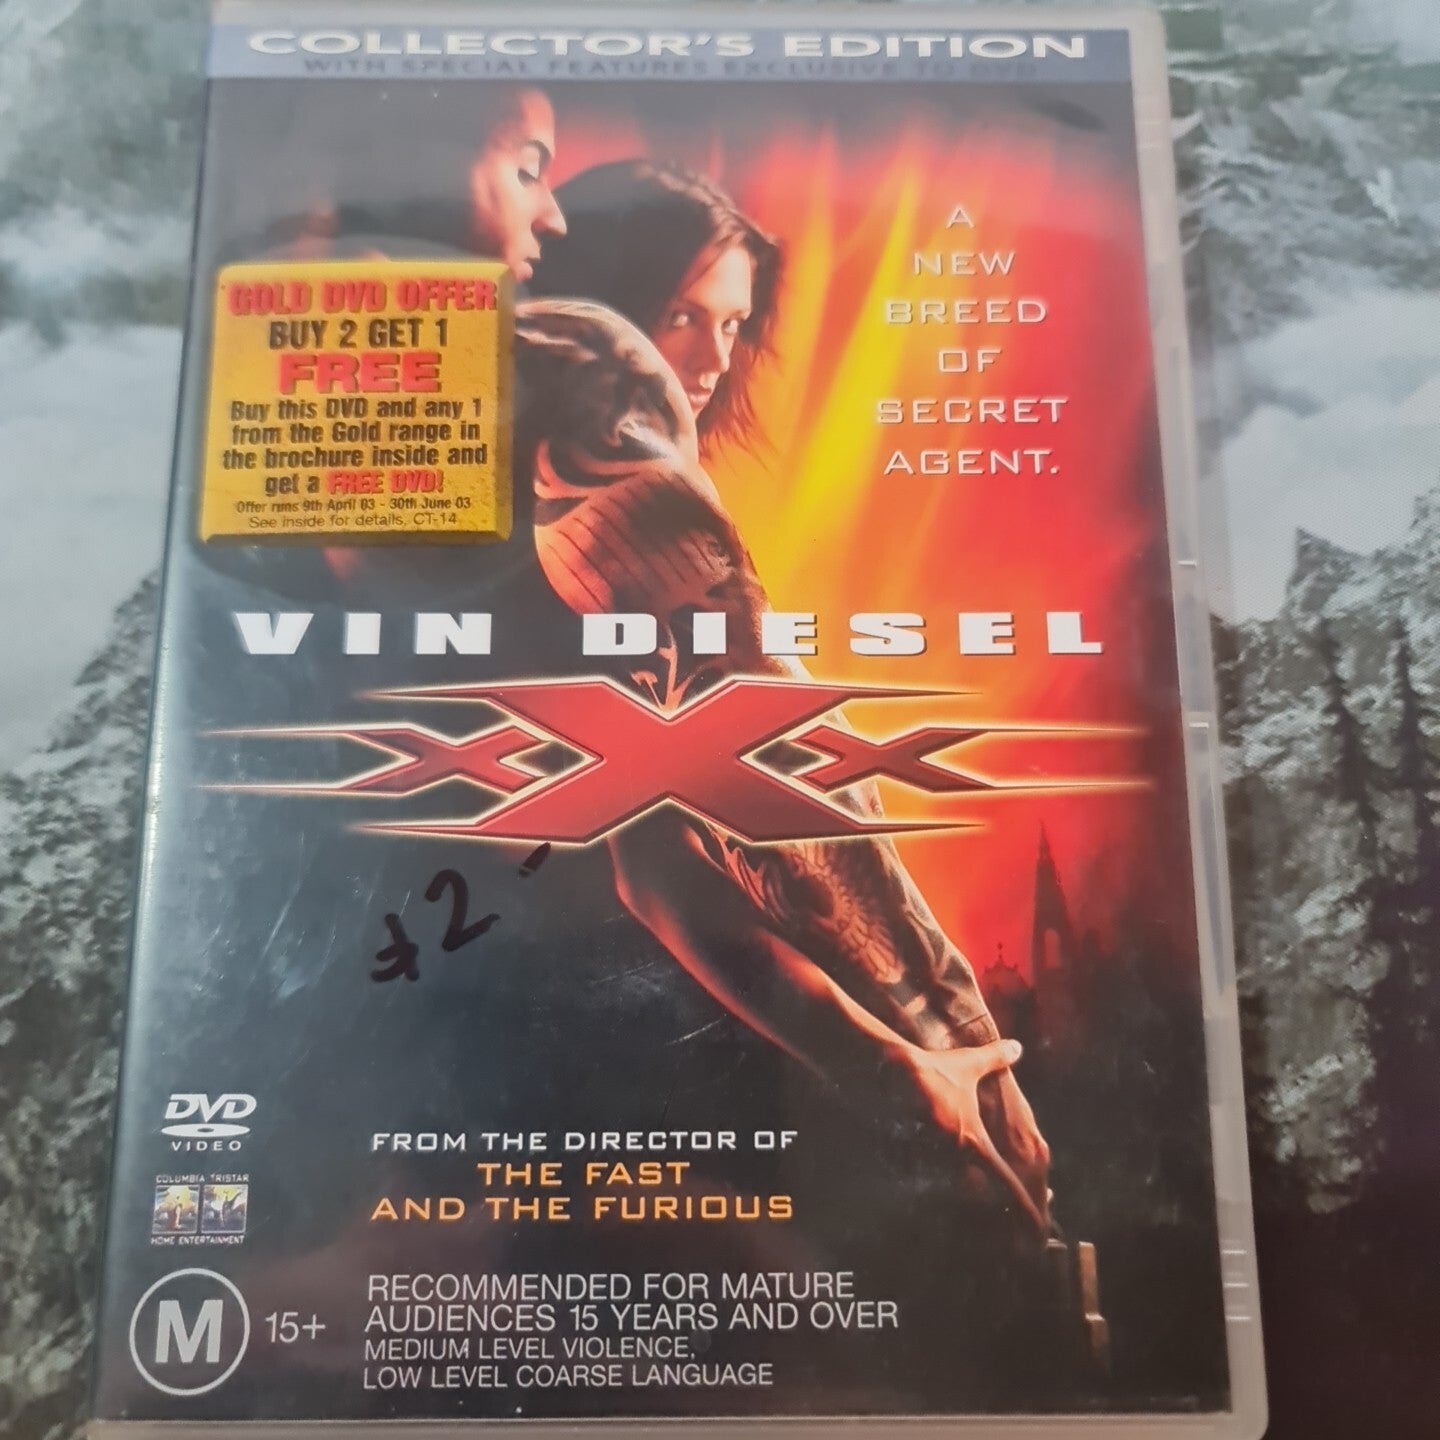 COLLECTOR'S EDITION
WITH SPECIAL FEATURES EXCLUSIVE TO DVD
A
NEW
BREED
OF
SECRET
AGENT.
GOLD DVD OFFER
BUY 2 GET 1
FREE
Buy this DVD and any 1
from the Gold range in
the brochure inside and
get a FREE DVD!
Offer runs 9th April 03 - 30th June 03
See inside for details. CT-14
VIN DIESEL
xXx
2
DVD
VIDEO
COLUMBIA TRISTAR
HOME ENTERTAINMENT
FROM THE DIRECTOR OF
THE FAST
AND THE FURIOUS
M 15+
RECOMMENDED FOR MATURE
AUDIENCES 15 YEARS AND OVER
MEDIUM LEVEL VIOLENCE,
LOW LEVEL COARSE LANGUAGE